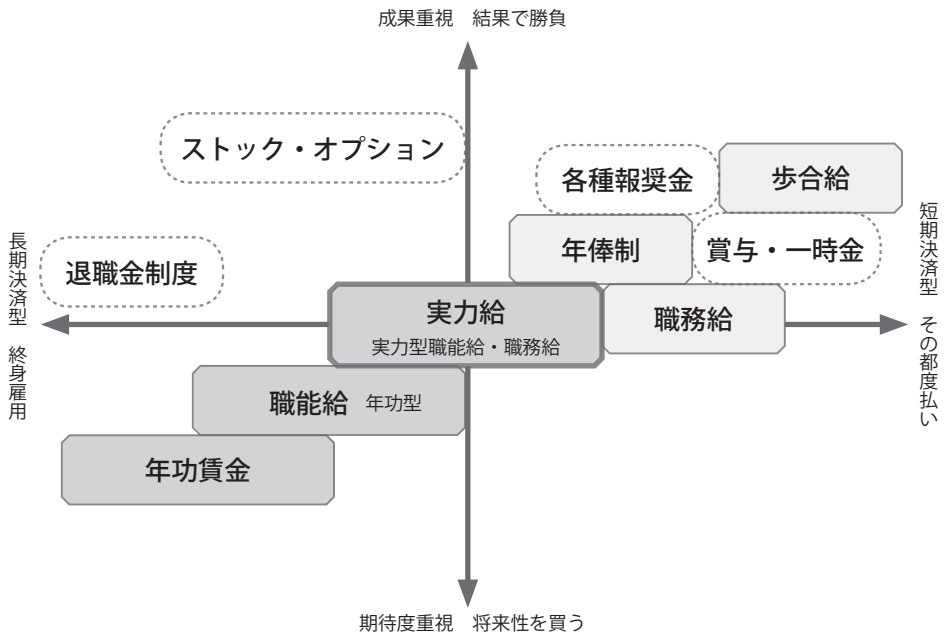 成果重視　結果で勝負
ストック・オプション
各種報奨金
歩合給
年俸制
賞与・一時金
短期決済型　その都度払い
長期決済型　終身雇用
退職金制度
実力給
実力型職能給・職務給
職務給
職能給　年功型
年功賃金
期待度重視　将来性を買う